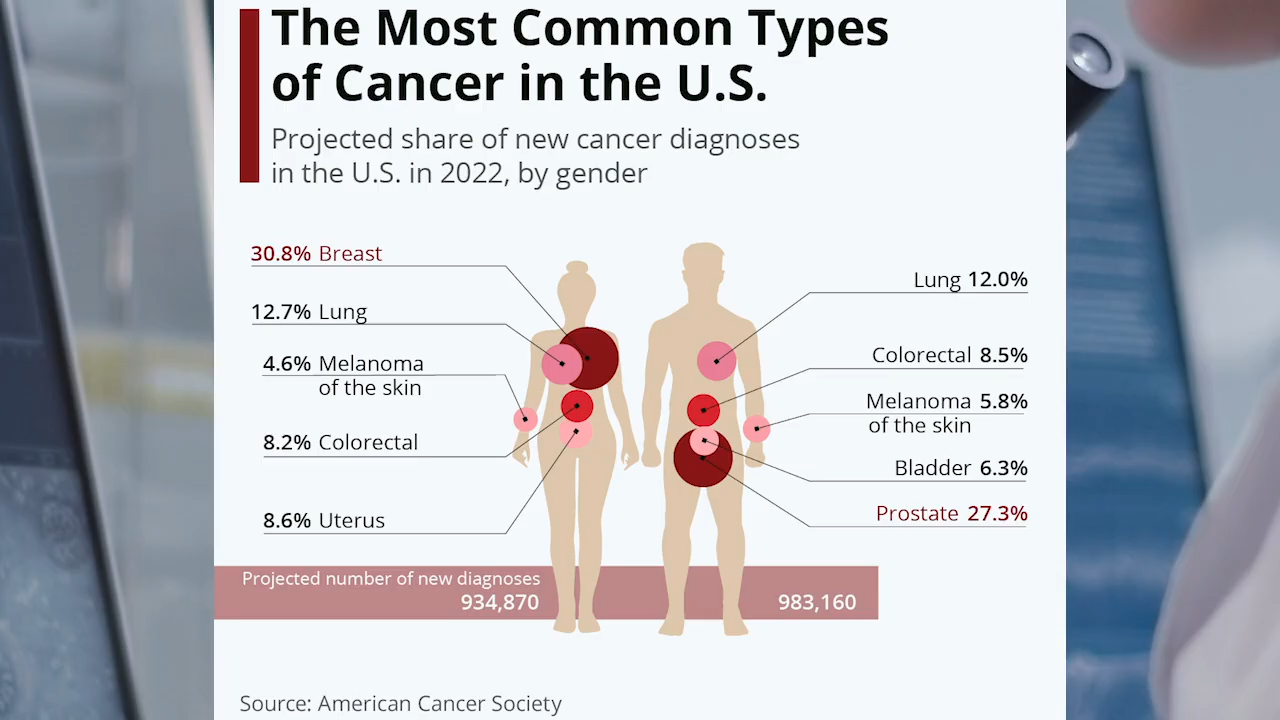 The Most Common Types
of Cancer in the U.S.
Projected share of new cancer diagnoses
in the U.S. in 2022, by gender
30.8% Breast
12.7% Lung
4.6% Melanoma
of the skin
8.2% Colorectal
8.6% Uterus
Lung 12.0%
Colorectal 8.5%
Melanoma 5.8%
of the skin
Bladder 6.3%
Prostate 27.3%
Projected number of new diagnoses
934,870
983,160
Source: American Cancer Society